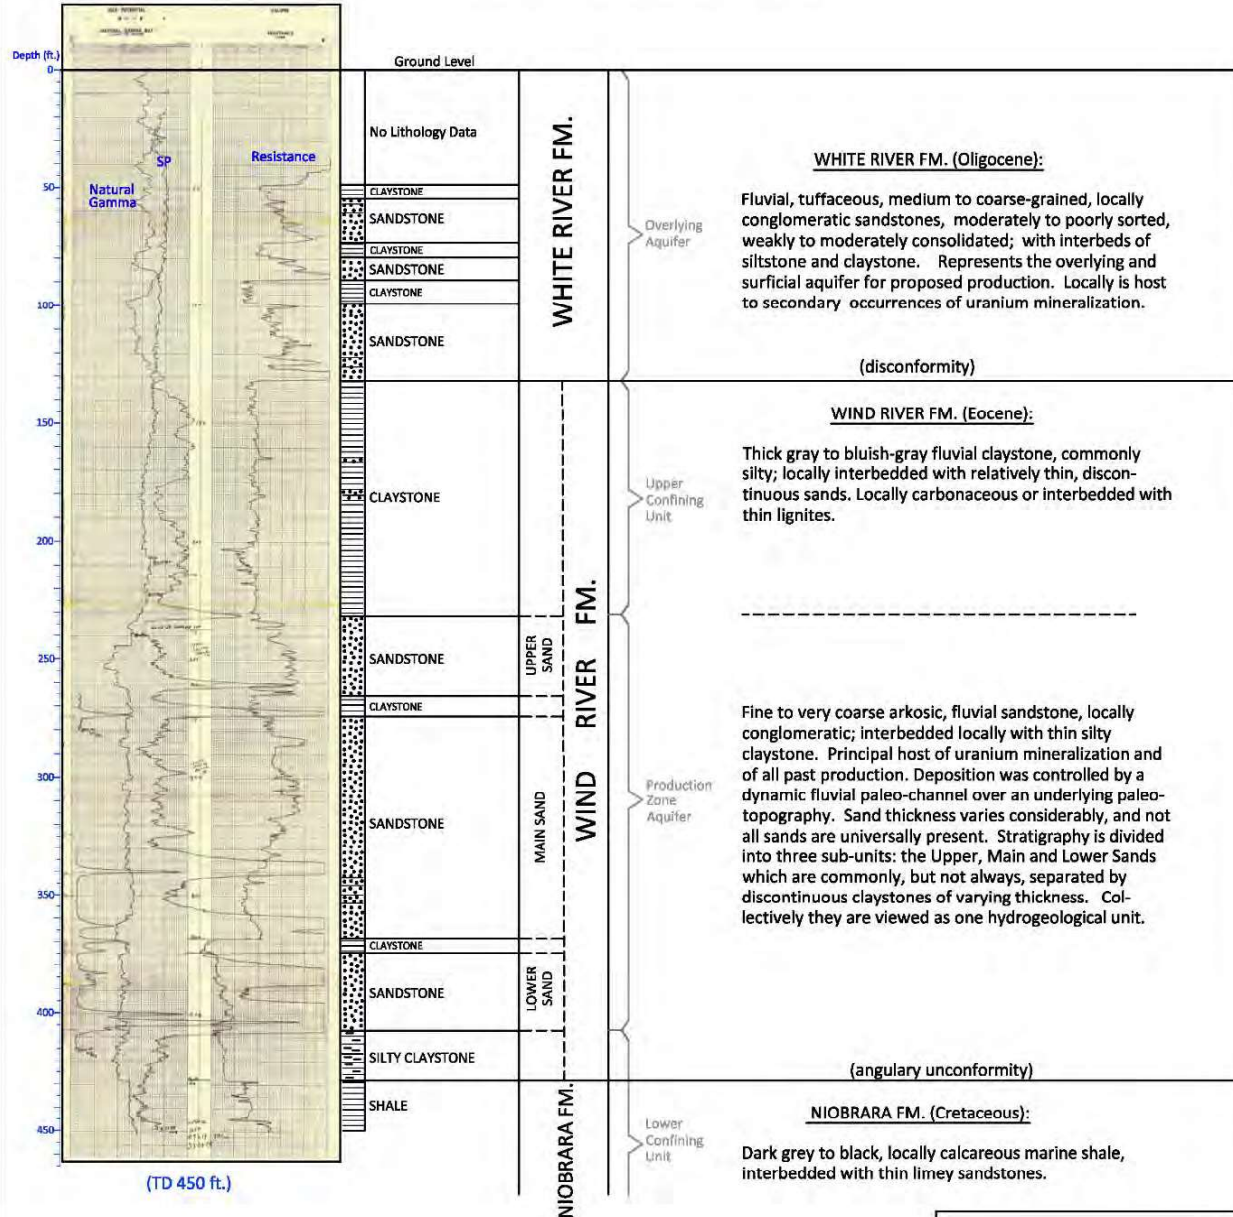 Depth (ft.)
0
50
100
150
200
250
300
350
400
450
Natural
Gamma
SP
Resistance
(TD 450 ft.)
Ground Level
No Lithology Data
CLAYSTONE
SANDSTONE
CLAYSTONE
SANDSTONE
CLAYSTONE
SANDSTONE
CLAYSTONE
SANDSTONE
CLAYSTONE
SANDSTONE
CLAYSTONE
SANDSTONE
SILTY CLAYSTONE
SHALE
UPPER
SAND
MAIN SAND
LOWER
SAND
WHITE RIVER FM.
WIND RIVER FM.
NIOBRARA FM.
Overlying
Aquifer
Upper
Confining
Unit
Production
Zone
Aquifer
Lower
Confining
Unit
WHITE RIVER FM. (Oligocene):
Fluvial, tuffaceous, medium to coarse-grained, locally
conglomeratic sandstones, moderately to poorly sorted,
weakly to moderately consolidated; with interbeds of
siltstone and claystone. Represents the overlying and
surficial aquifer for proposed production. Locally is host
to secondary occurrences of uranium mineralization.
(disconformity)
WIND RIVER FM. (Eocene):
Thick gray to bluish-gray fluvial claystone, commonly
silty; locally interbedded with relatively thin, discon-
tinuous sands. Locally carbonaceous or interbedded with
thin lignites.
Fine to very coarse arkosic, fluvial sandstone, locally
conglomeratic; interbedded locally with thin silty
claystone. Principal host of uranium mineralization and
of all past production. Deposition was controlled by a
dynamic fluvial paleo-channel over an underlying paleo-
topography. Sand thickness varies considerably, and not
all sands are universally present. Stratigraphy is divided
into three sub-units: the Upper, Main and Lower Sands
which are commonly, but not always, separated by
discontinuous claystones of varying thickness. Col-
lectively they are viewed as one hydrogeological unit.
(angulary unconformity)
NIOBRARA FM. (Cretaceous):
Dark grey to black, locally calcareous marine shale,
interbedded with thin limey sandstones.